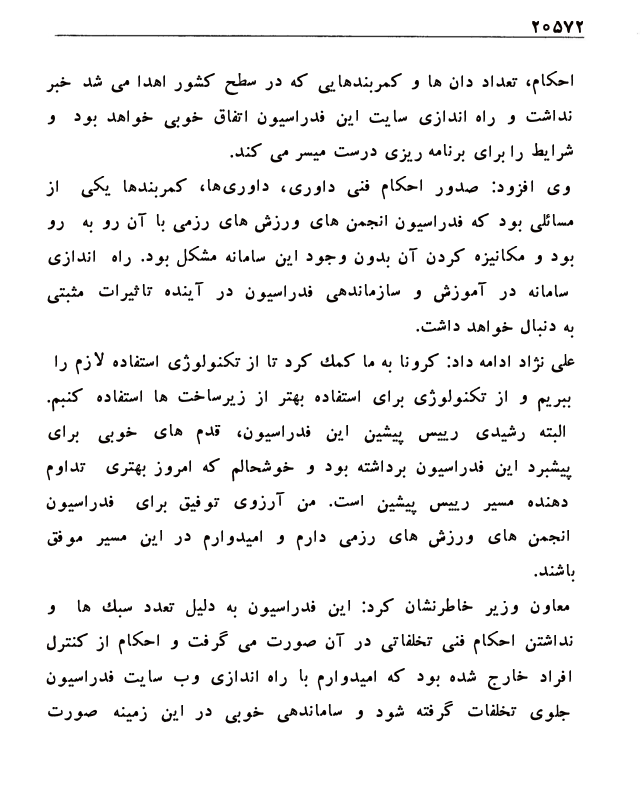 ۲۰۵۷۲
احکام، تعداد دان ها و کمربندهایی که در سطح کشور اهدا می شد خبر
نداشت و راه اندازی سایت این فدراسیون اتفاق خوبی خواهد بود و
شرایط را برای برنامه ریزی درست میسر می کند.
وی افزود: صدور احکام فنی داوری، داوری‌ها، کمربندها یکی از
مسائلی بود که فدراسیون انجمن های ورزش های رزمی با آن رو به رو
بود و مکانیزه کردن آن بدون وجود این سامانه مشکل بود. راه اندازی
سامانه در آموزش و سازماندهی فدراسیون در آینده تاثیرات مثبتی
به دنبال خواهد داشت.
علی نژاد ادامه داد: کرونا به ما کمك کرد تا از تکنولوژی استفاده لازم را
ببریم و از تکنولوژی برای استفاده بهتر از زیرساخت ها استفاده کنیم.
البته رشیدی رییس پیشین این فدراسیون، قدم های خوبی برای
پیشبرد این فدراسیون برداشته بود و خوشحالم که امروز بهتری تداوم
دهنده مسیر رییس پیشین است. من آرزوی توفیق برای فدراسیون
انجمن های ورزش های رزمی دارم و امیدوارم در این مسیر موفق
باشند.
معاون وزیر خاطرنشان کرد: این فدراسیون به دلیل تعدد سبك ها و
نداشتن احکام فنی تخلفاتی در آن صورت می گرفت و احکام از کنترل
افراد خارج شده بود که امیدوارم با راه اندازی وب سایت فدراسیون
جلوی تخلفات گرفته شود و ساماندهی خوبی در این زمینه صورت